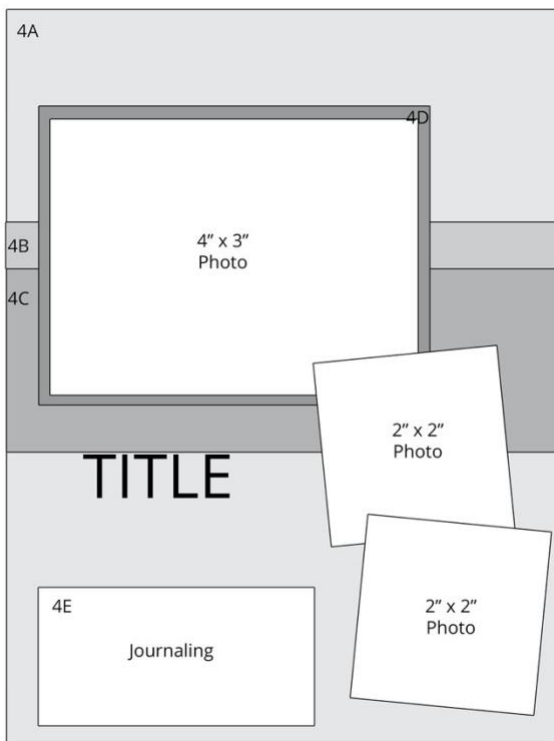 4A
4D
4B
4” x 3”
Photo
4C
2” x 2”
Photo
TITLE
4E
Journaling
2” x 2”
Photo